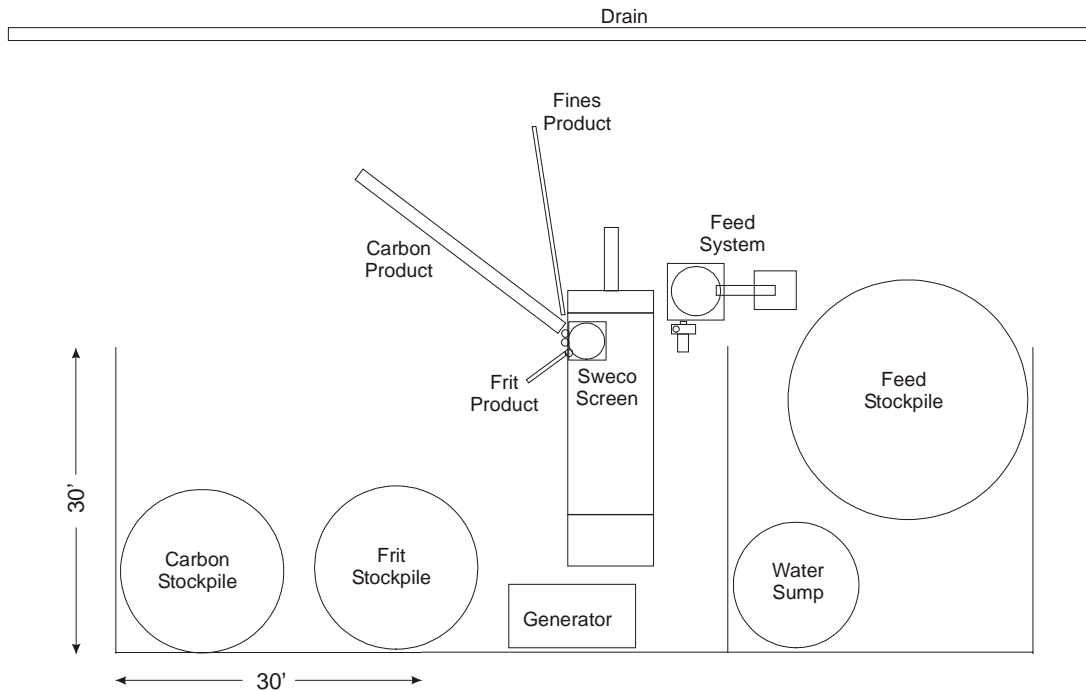 Drain
Fines
Product
Carbon
Product
Feed
System
Frit
Product
Sweco
Screen
Feed
Stockpile
30’
Carbon
Stockpile
Frit
Stockpile
Water
Sump
Generator
30’